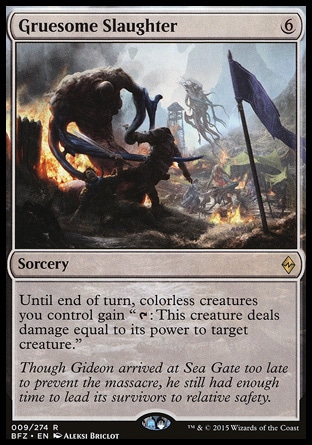 Gruesome Slaughter 6
Sorcery
Until end of turn, colorless creatures
you control gain “T: This creature deals
damage equal to its power to target
creature.”
Though Gideon arrived at Sea Gate too late
to prevent the massacre, he still had enough
time to lead its survivors to relative safety.
009/274 R
BFZ • EN Aleksi Briclot
™ & © 2015 Wizards of the Coast